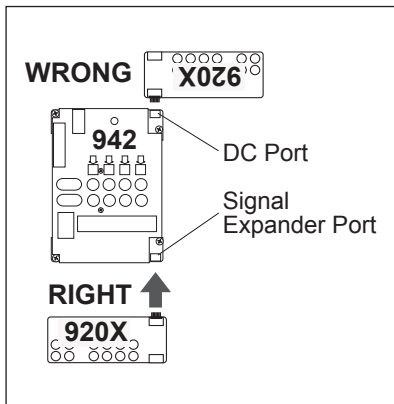 WRONG
920X
942
DC Port
Signal
Expander Port
RIGHT
920X